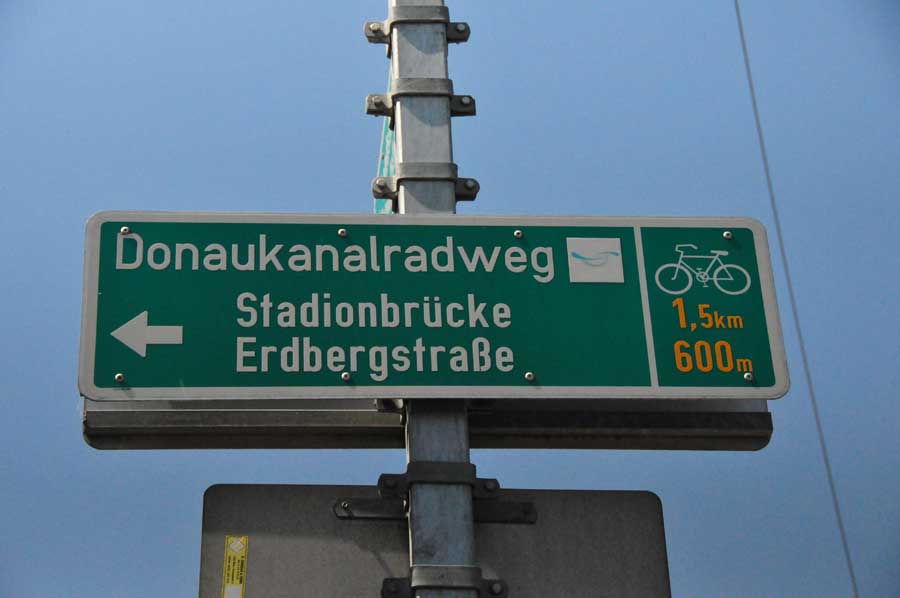 Donaukanalradweg
Stadionbrücke 1,5km
Erdbergstraße 600m